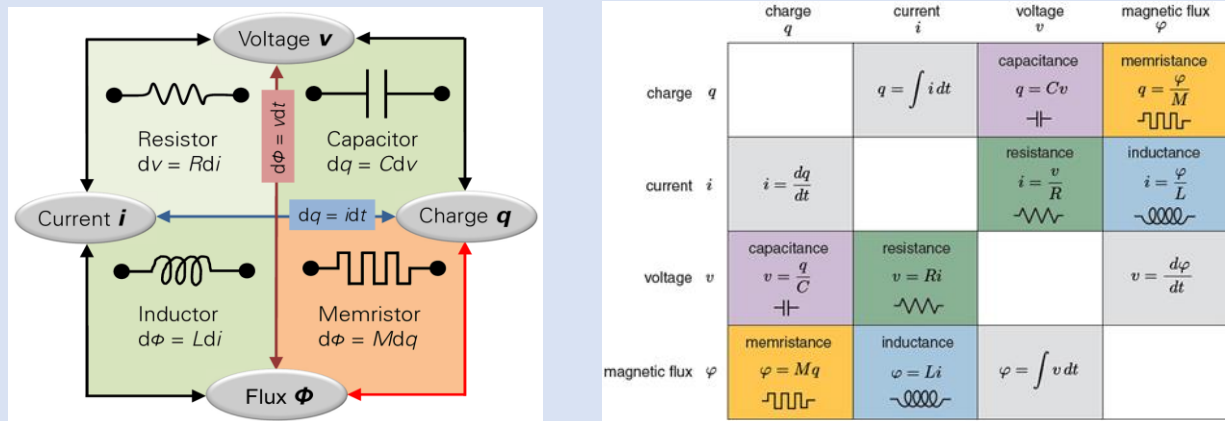 Voltage v
Resistor
dv = Rdi
Capacitor
dq = Cdv
dΦ = vdt
Current i
dq = idt
Charge q
Inductor
dΦ = Ldi
Memristor
dΦ = Mdq
Flux Φ
charge current voltage magnetic flux
q i v φ
charge q
q = ∫ i dt
capacitance
q = Cv
memristance
q = φ/M
current i
i = dq/dt
resistance
i = v/R
inductance
i = φ/L
voltage v
capacitance
v = q/C
resistance
v = Ri
v = dφ/dt
magnetic flux φ
memristance
φ = Mq
inductance
φ = Li
φ = ∫ v dt